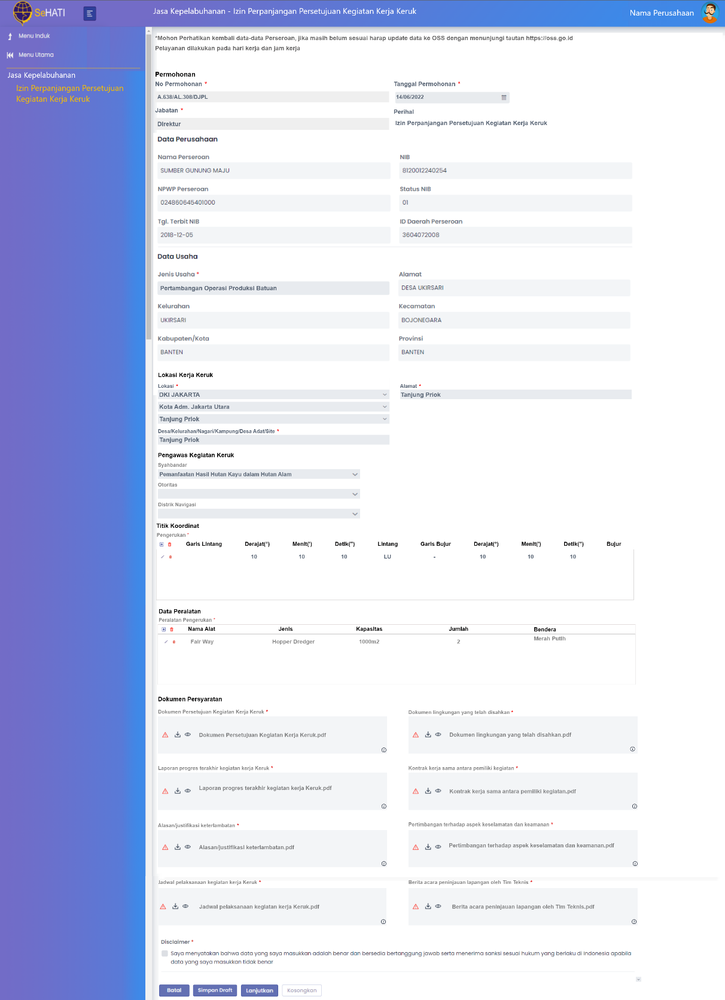 SeHATI
Jasa Kepelabuhanan - Izin Perpanjangan Persetujuan Kegiatan Kerja Keruk
Nama Perusahaan
Menu Induk
Menu Utama
Jasa Kepelabuhanan
Izin Perpanjangan Persetujuan
Kegiatan Kerja Keruk
*Mohon Perhatikan kembali data-data Perseroan, jika masih belum sesuai harap update data ke OSS dengan menunjungi tautan https://oss.go.id
Pelayanan dilakukan pada hari kerja dan jam kerja
Permohonan
No Permohonan * Tanggal Permohonan *
A.638/AL.308/DJPL 14/06/2022
Jabatan * Perihal
Direktur Izin Perpanjangan Persetujuan Kegiatan Kerja Keruk
Data Perusahaan
Nama Perseroan NIB
SUMBER GUNUNG MAJU 8120012240254
NPWP Perseroan Status NIB
024860645401000 01
Tgl. Terbit NIB ID Daerah Perseroan
2018-12-05 3604072008
Data Usaha
Jenis Usaha * Alamat
Pertambangan Operasi Produksi Batuan DESA UKIRSARI
Kelurahan Kecamatan
UKIRSARI BOJONEGARA
Kabupaten/Kota Provinsi
BANTEN BANTEN
Lokasi Kerja Keruk
Lokasi * Alamat *
DKI JAKARTA Tanjung Priok
Kota Adm. Jakarta Utara
Tanjung Priok
Desa/Kelurahan/Nagari/Kampung/Desa Adat/Site *
Tanjung Priok
Pengawas Kegiatan Keruk
Syahbandar
Pemanfaatan Hasil Hutan Kayu dalam Hutan Alam
Otoritas
Distrik Navigasi
Titik Koordinat
Pengerukan *
Garis Lintang Derajat(°) Menit(') Detik(") Lintang Garis Bujur Derajat(°) Menit(') Detik(") Bujur
10 10 10 LU - 10 10 10
Data Peralatan
Peralatan Pengerukan *
Nama Alat Jenis Kapasitas Jumlah Bendera
Fair Way Hopper Dredger 1000m2 2 Merah Putih
Dokumen Persyaratan
Dokumen Persetujuan Kegiatan Kerja Keruk * Dokumen lingkungan yang telah disahkan *
Dokumen Persetujuan Kegiatan Kerja Keruk.pdf Dokumen lingkungan yang telah disahkan.pdf
Laporan progres terakhir kegiatan kerja Keruk * Kontrak kerja sama antara pemiliki kegiatan *
Laporan progres terakhir kegiatan kerja Keruk.pdf Kontrak kerja sama antara pemiliki kegiatan.pdf
Alasan/justifikasi keterlambatan * Pertimbangan terhadap aspek keselamatan dan keamanan *
Alasan/justifikasi keterlambatan.pdf Pertimbangan terhadap aspek keselamatan dan keamanan.pdf
Jadwal pelaksanaan kegiatan kerja Keruk * Berita acara peninjauan lapangan oleh Tim Teknis *
Jadwal pelaksanaan kegiatan kerja Keruk.pdf Berita acara peninjauan lapangan oleh Tim Teknis.pdf
Disclaimer *
Saya menyatakan bahwa data yang saya masukkan adalah benar dan bersedia bertanggung jawab serta menerima sanksi sesuai hukum yang berlaku di Indonesia apabila
data yang saya masukkan tidak benar
Batal Simpan Draft Lanjutkan Kosongkan